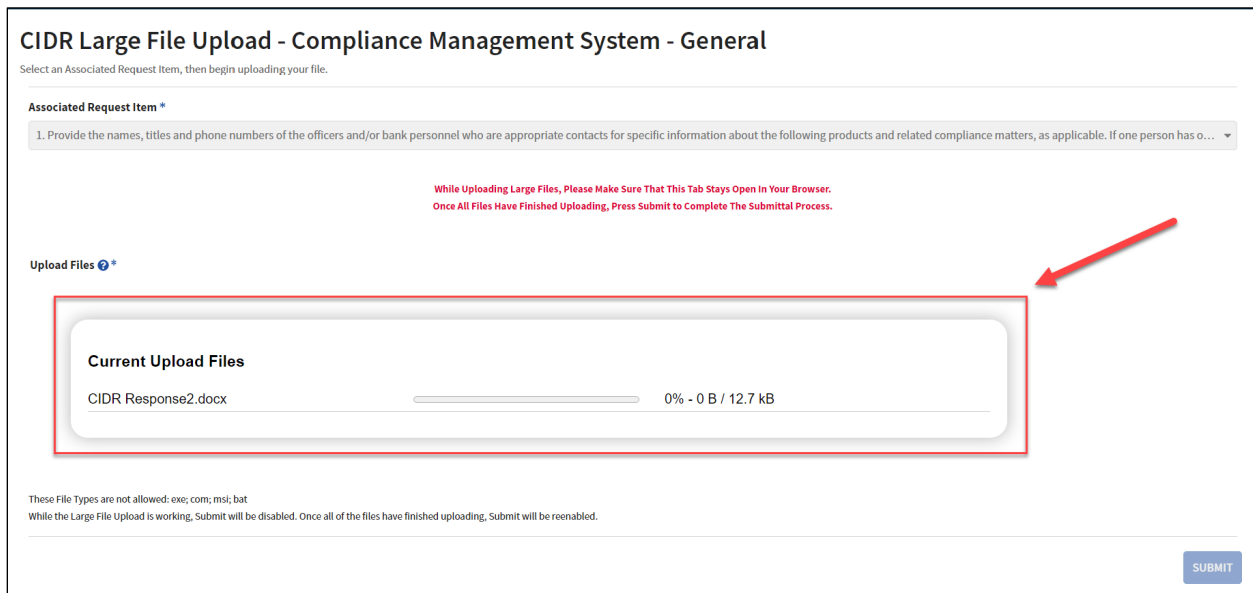 CIDR Large File Upload - Compliance Management System - General
Select an Associated Request Item, then begin uploading your file.
Associated Request Item *
1. Provide the names, titles and phone numbers of the officers and/or bank personnel who are appropriate contacts for specific information about the following products and related compliance matters, as applicable. If one person has o...
While Uploading Large Files, Please Make Sure That This Tab Stays Open In Your Browser.
Once All Files Have Finished Uploading, Press Submit to Complete The Submittal Process.
Upload Files ? *
Current Upload Files
CIDR Response2.docx 0% - 0 B / 12.7 kB
These File Types are not allowed: exe; com; msi; bat
While the Large File Upload is working, Submit will be disabled. Once all of the files have finished uploading, Submit will be reenabled.
SUBMIT